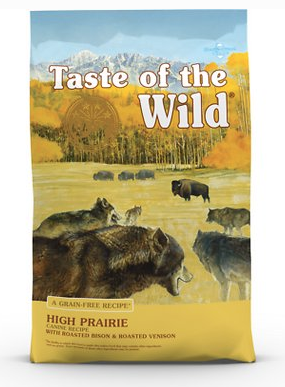 Taste of the
Wild®
A GRAIN-FREE RECIPE*
HIGH PRAIRIE
CANINE RECIPE
WITH ROASTED BISON & ROASTED VENISON